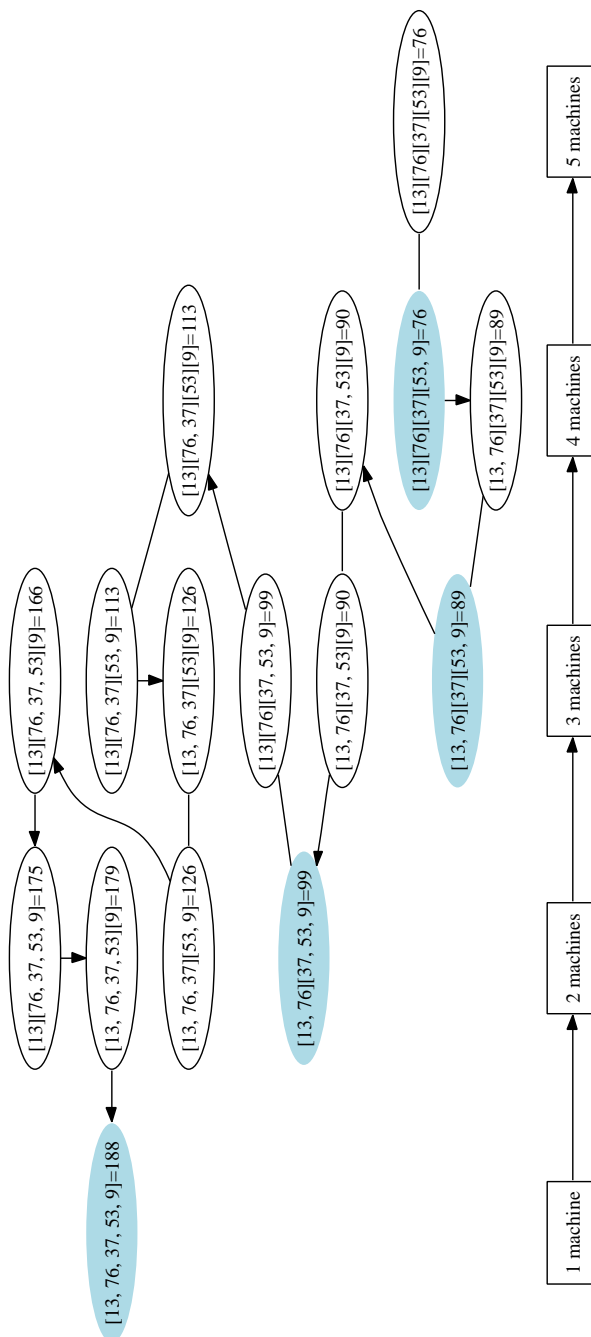 [13][76, 37, 53, 9]=175
[13][76, 37, 53][9]=166
[13, 76, 37, 53, 9]=188
[13, 76, 37, 53][9]=179
[13][76, 37][53, 9]=113
[13, 76, 37][53, 9]=126
[13, 76, 37][53][9]=126
[13][76, 37][53][9]=113
[13][76][37, 53, 9]=99
[13, 76][37, 53, 9]=99
[13, 76][37, 53][9]=90
[13][76][37, 53][9]=90
[13][76][37][53, 9]=76
[13][76][37][53][9]=76
[13, 76][37][53, 9]=89
[13, 76][37][53][9]=89
1 machine
2 machines
3 machines
4 machines
5 machines